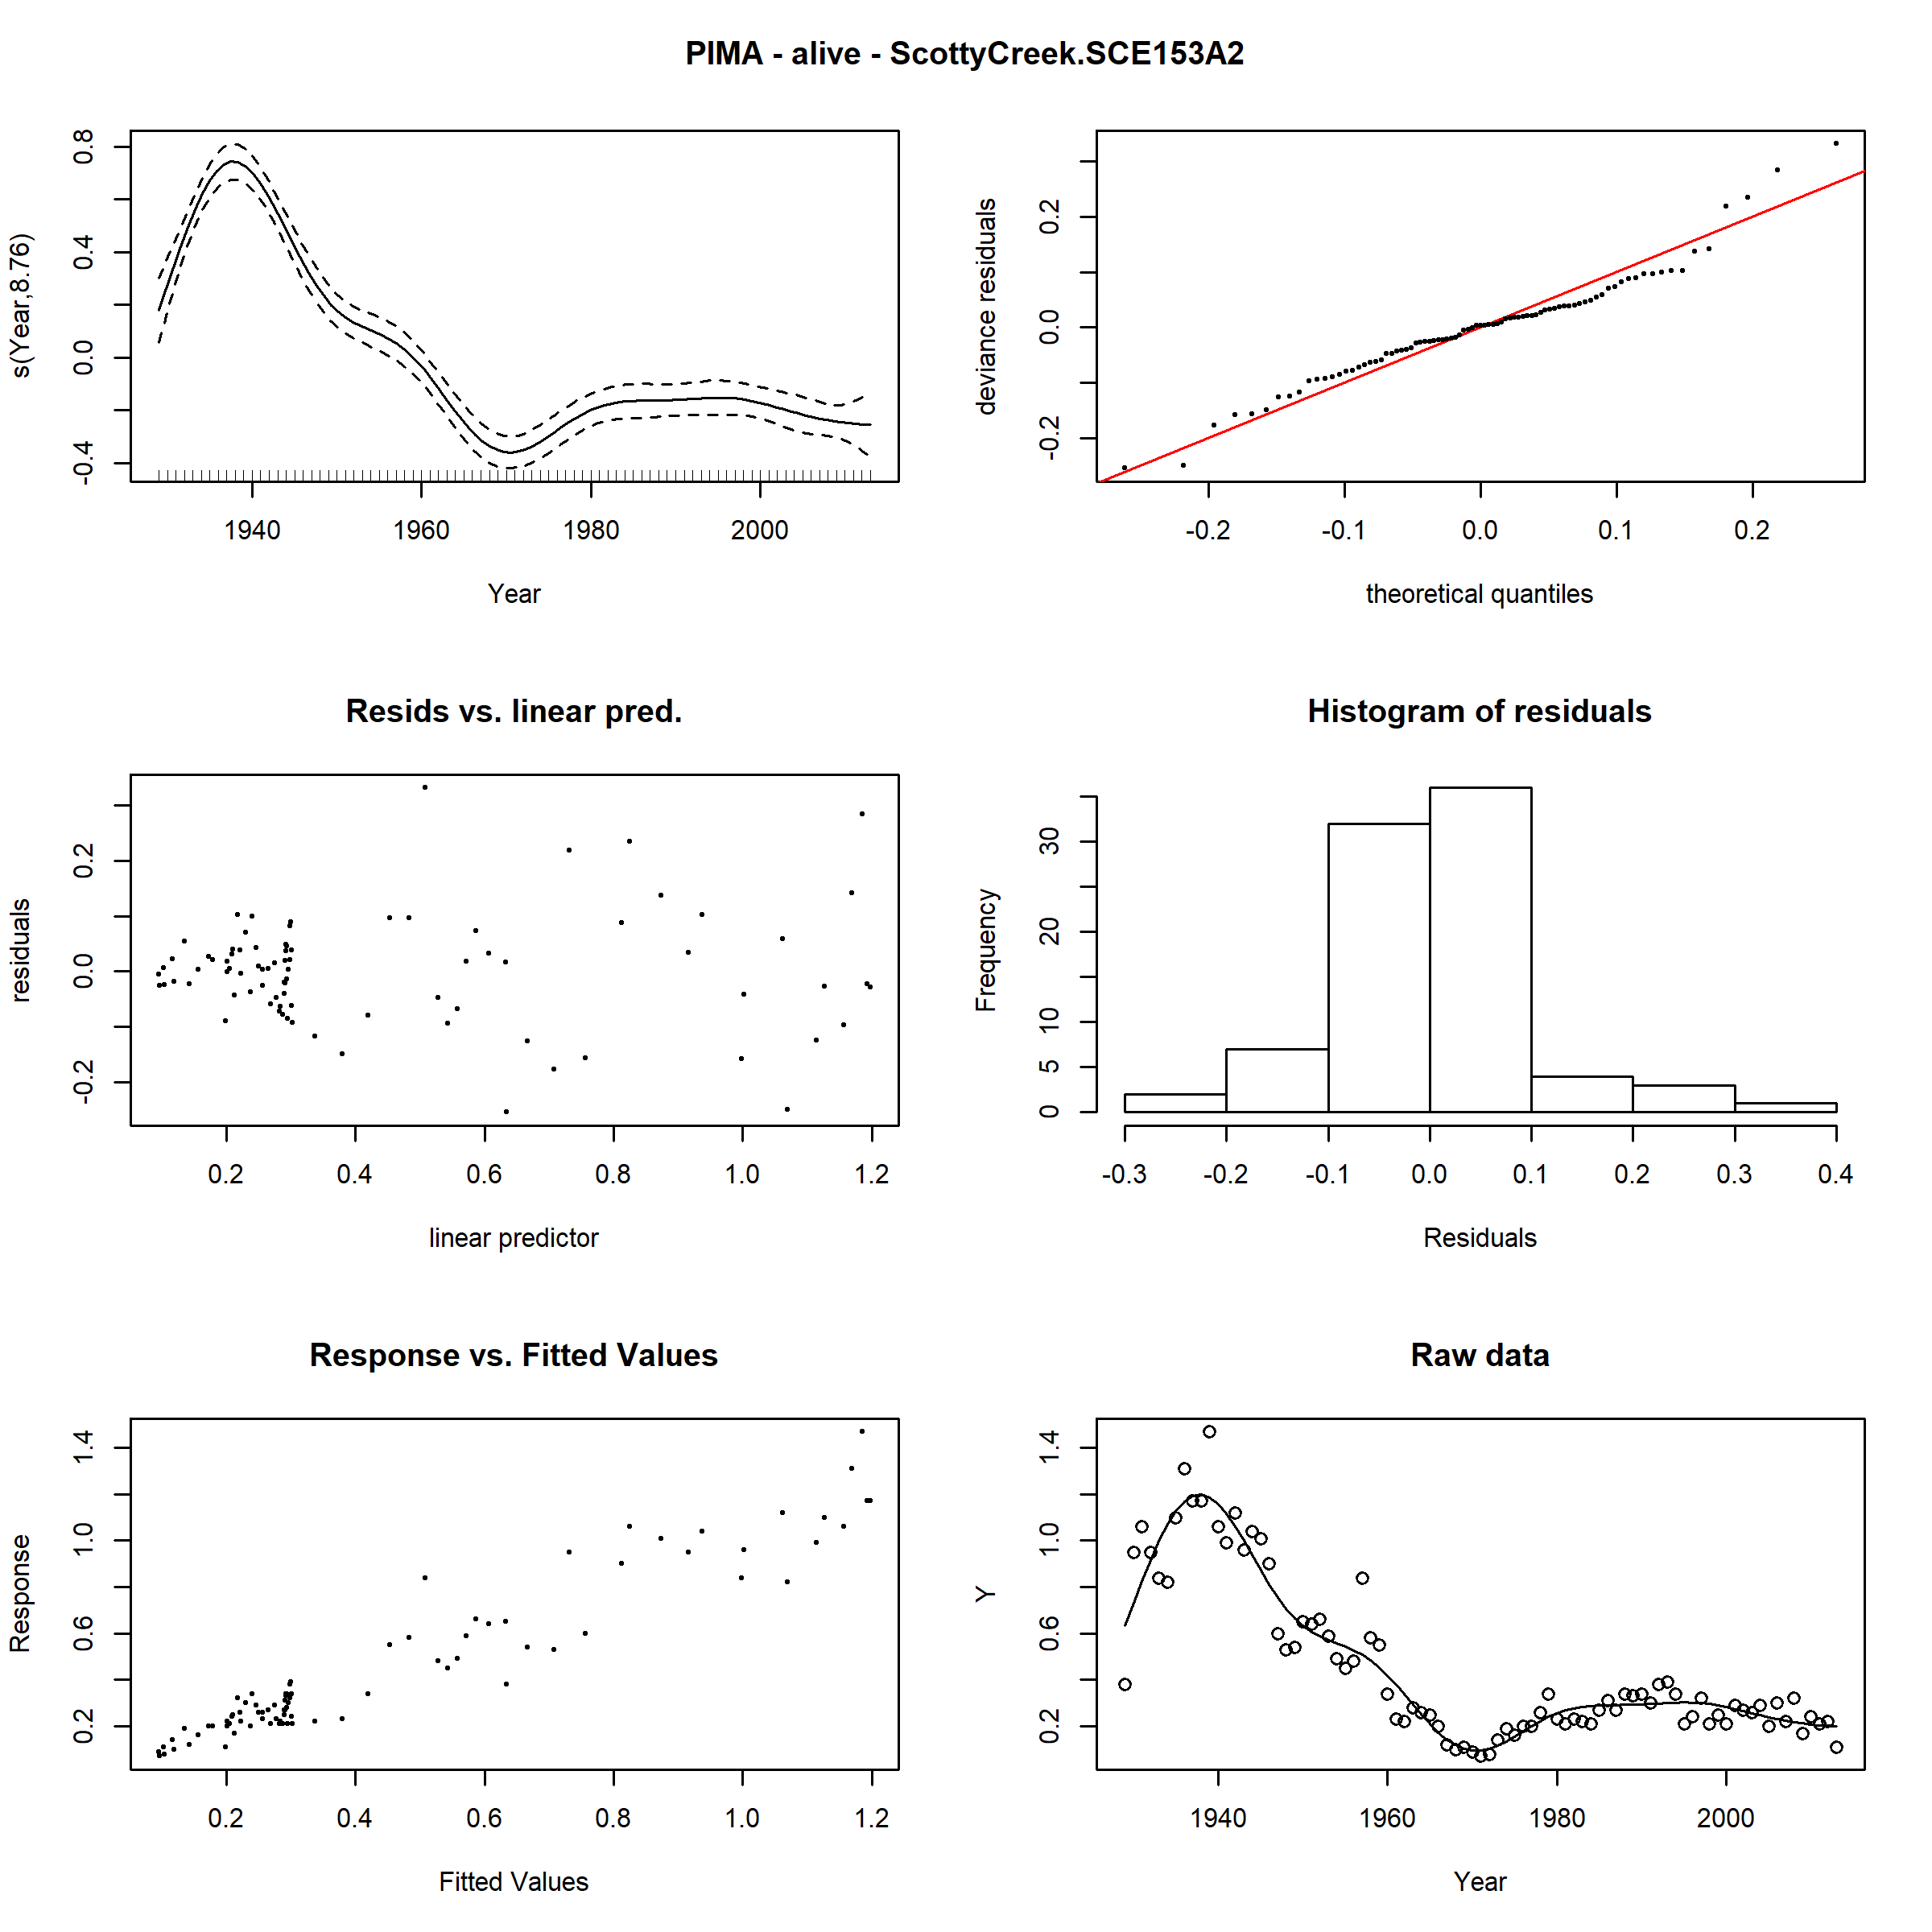 PIMA - alive - ScottyCreek.SCE153A2
s(Year,8.76)
-0.4 0.0 0.4 0.8
1940 1960 1980 2000
Year
deviance residuals
-0.2 0.0 0.2
-0.2 -0.1 0.0 0.1 0.2
theoretical quantiles
Resids vs. linear pred.
residuals
-0.2 0.0 0.2
0.2 0.4 0.6 0.8 1.0 1.2
linear predictor
Histogram of residuals
Frequency
0 5 10 20 30
-0.3 -0.2 -0.1 0.0 0.1 0.2 0.3 0.4
Residuals
Response vs. Fitted Values
Response
0.2 0.6 1.0 1.4
0.2 0.4 0.6 0.8 1.0 1.2
Fitted Values
Raw data
Y
0.2 0.6 1.0 1.4
1940 1960 1980 2000
Year